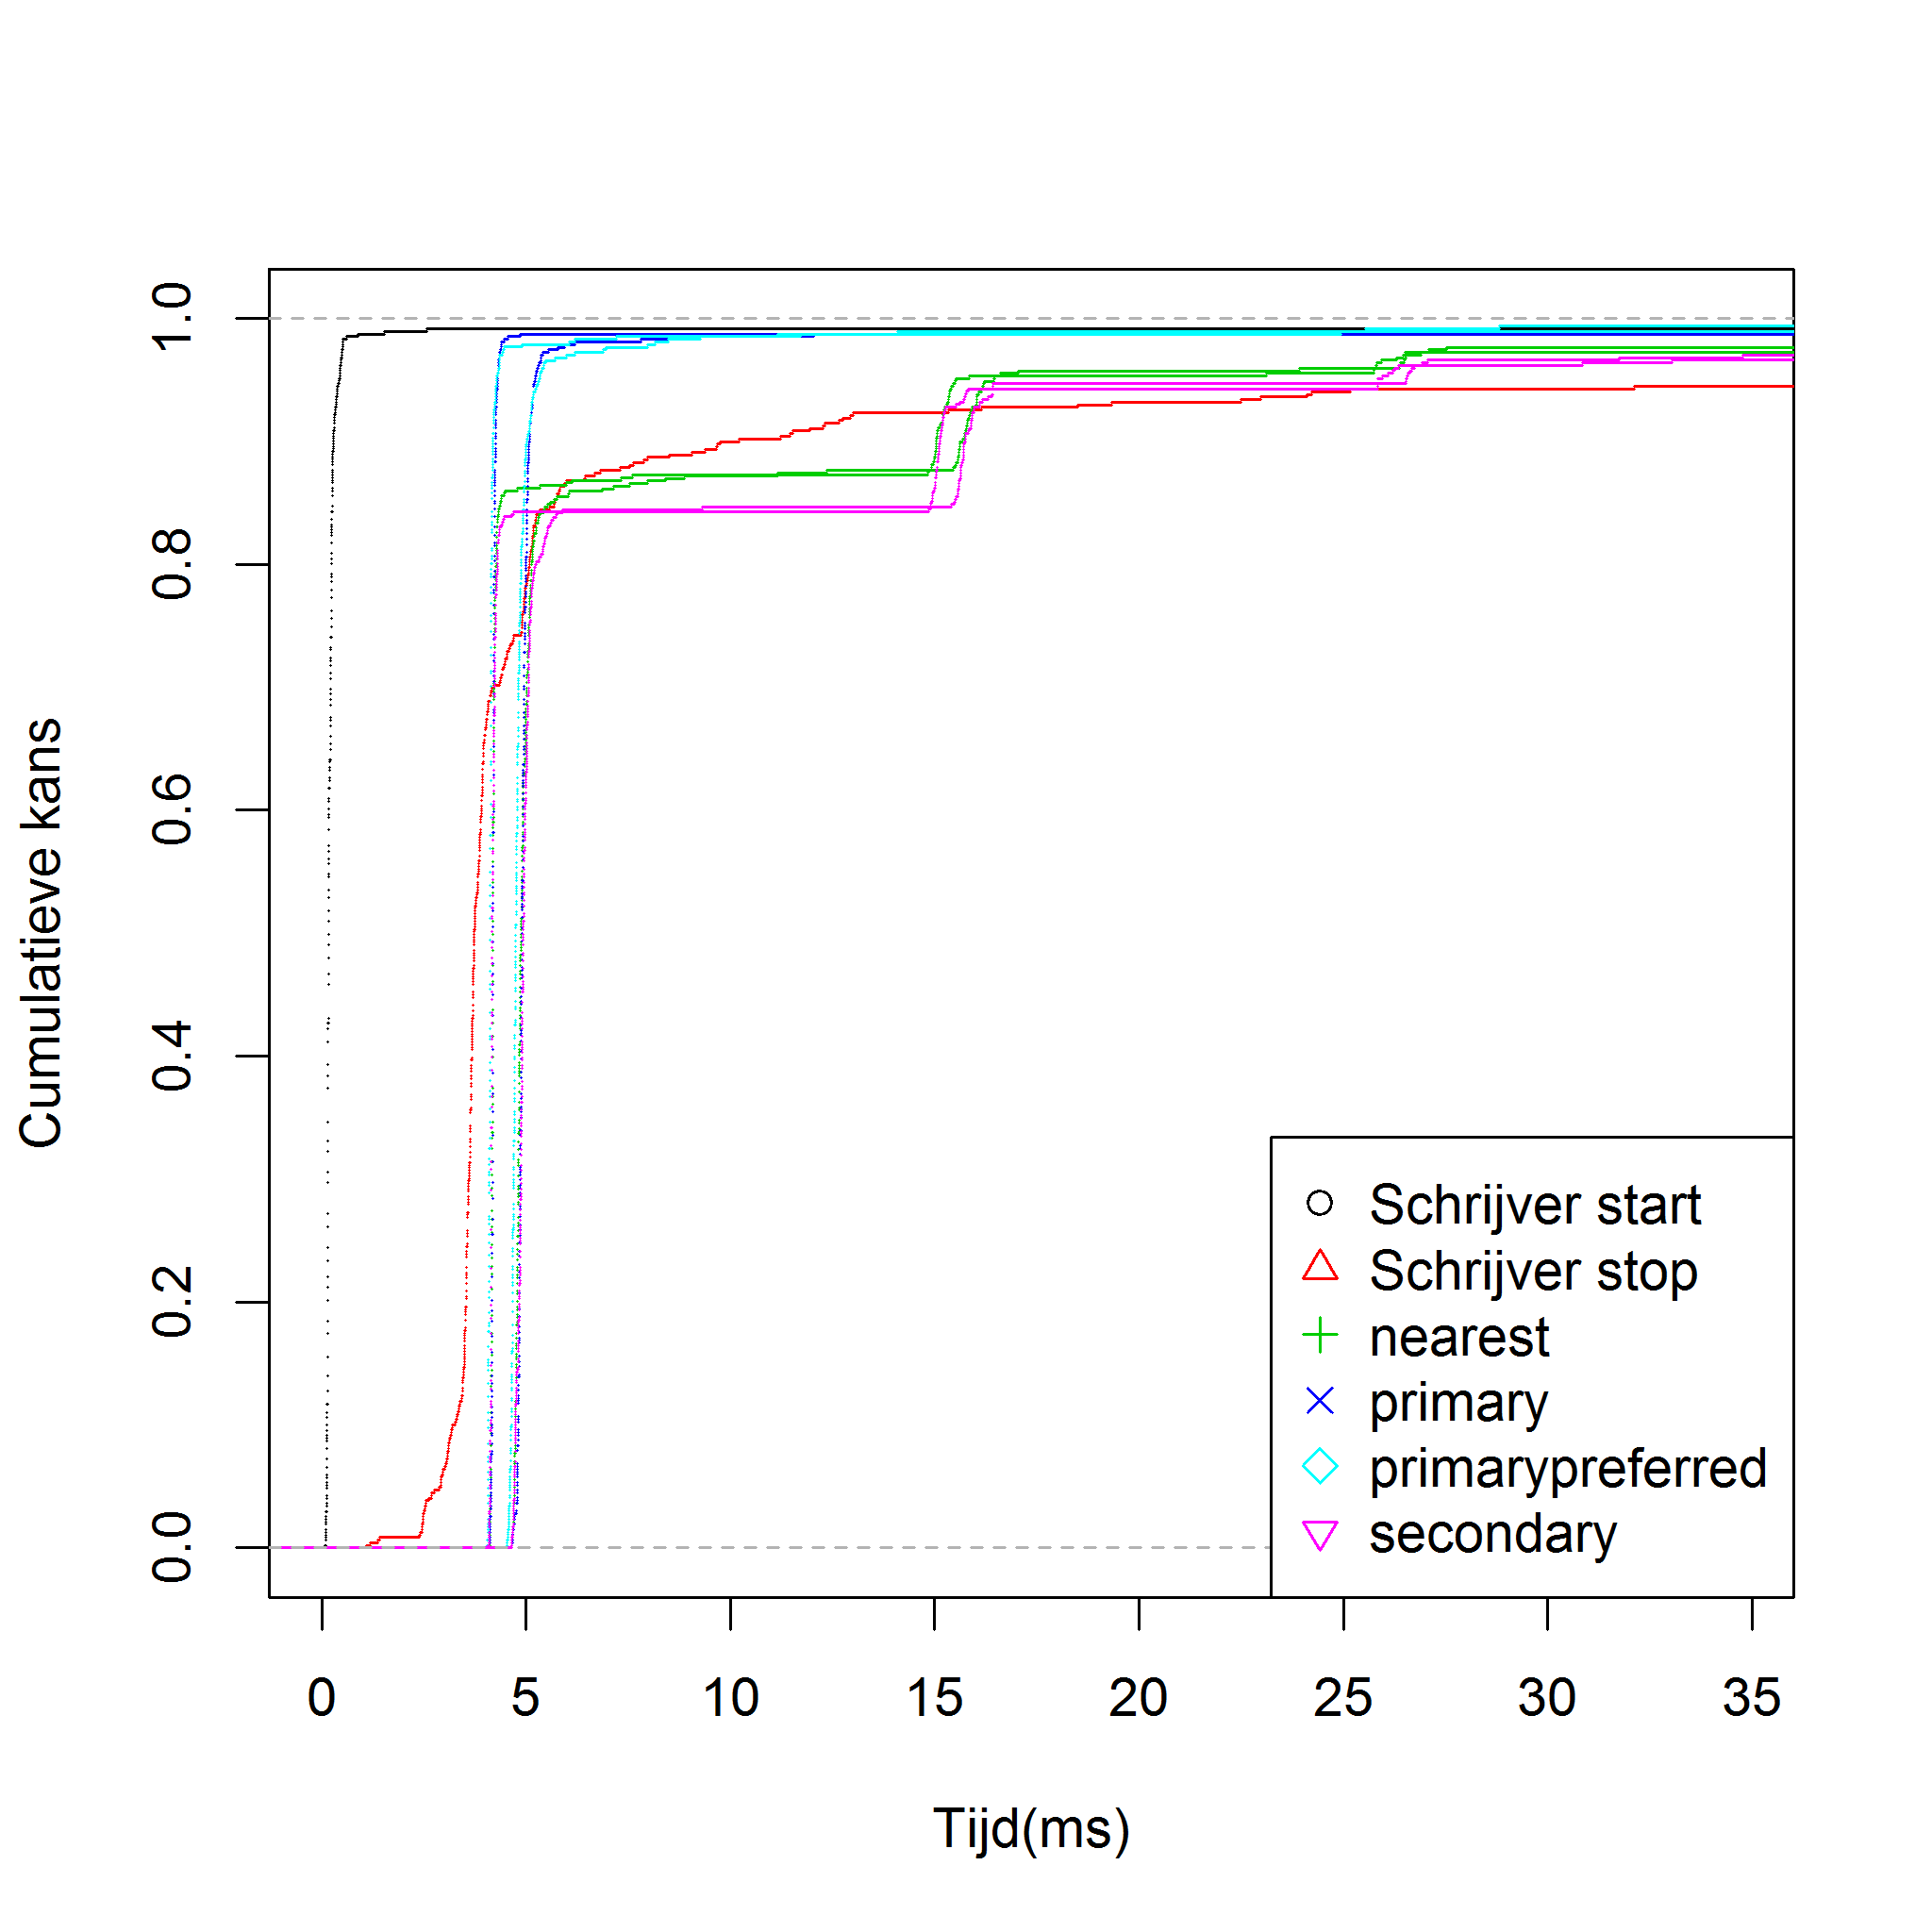 Cumulatieve kans
1.0
0.8
0.6
0.4
0.2
0.0
Schrijver start
Schrijver stop
nearest
primary
primarypreferred
secondary
0 5 10 15 20 25 30 35
Tijd(ms)